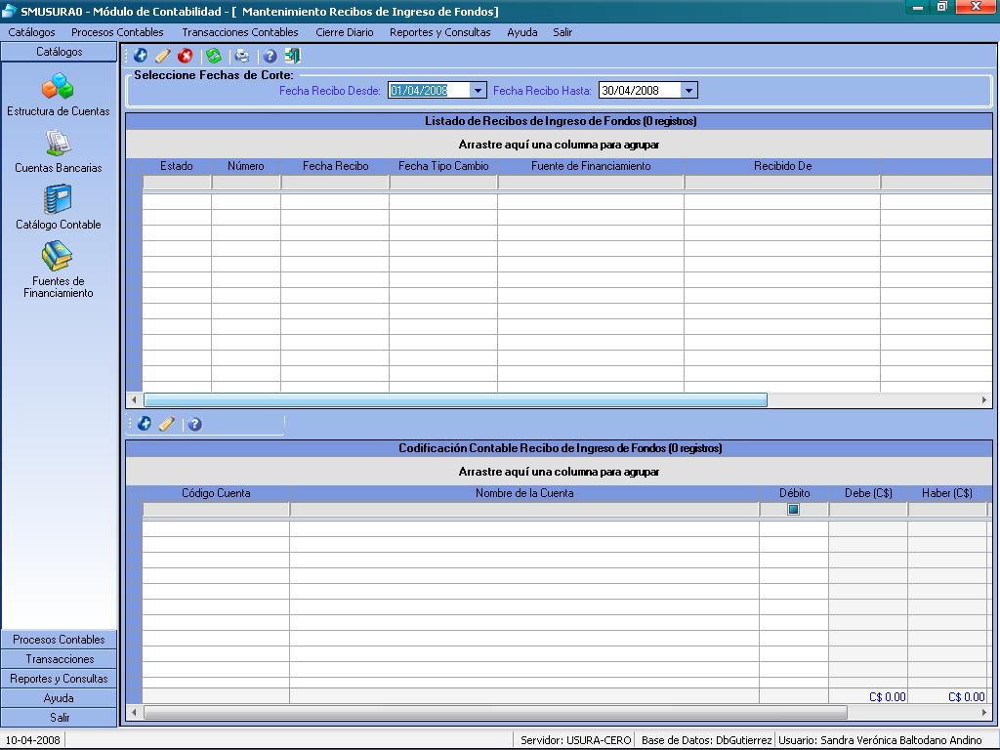 SMUSURA0 - Módulo de Contabilidad - [ Mantenimiento Recibos de Ingreso de Fondos]
Catálogos Procesos Contables Transacciones Contables Cierre Diario Reportes y Consultas Ayuda Salir
Catálogos
Estructura de Cuentas
Cuentas Bancarias
Catálogo Contable
Fuentes de
Financiamiento
Procesos Contables
Transacciones
Reportes y Consultas
Ayuda
Salir
Seleccione Fechas de Corte:
Fecha Recibo Desde: 01/04/2008 Fecha Recibo Hasta: 30/04/2008
Listado de Recibos de Ingreso de Fondos (0 registros)
Arrastre aquí una columna para agrupar
Estado Número Fecha Recibo Fecha Tipo Cambio Fuente de Financiamiento Recibido De
Codificación Contable Recibo de Ingreso de Fondos (0 registros)
Arrastre aquí una columna para agrupar
Código Cuenta Nombre de la Cuenta Débito Debe (C$) Haber (C$)
C$ 0.00 C$ 0.00
10-04-2008 Servidor: USURA-CERO Base de Datos: DbGutierrez Usuario: Sandra Verónica Baltodano Andino